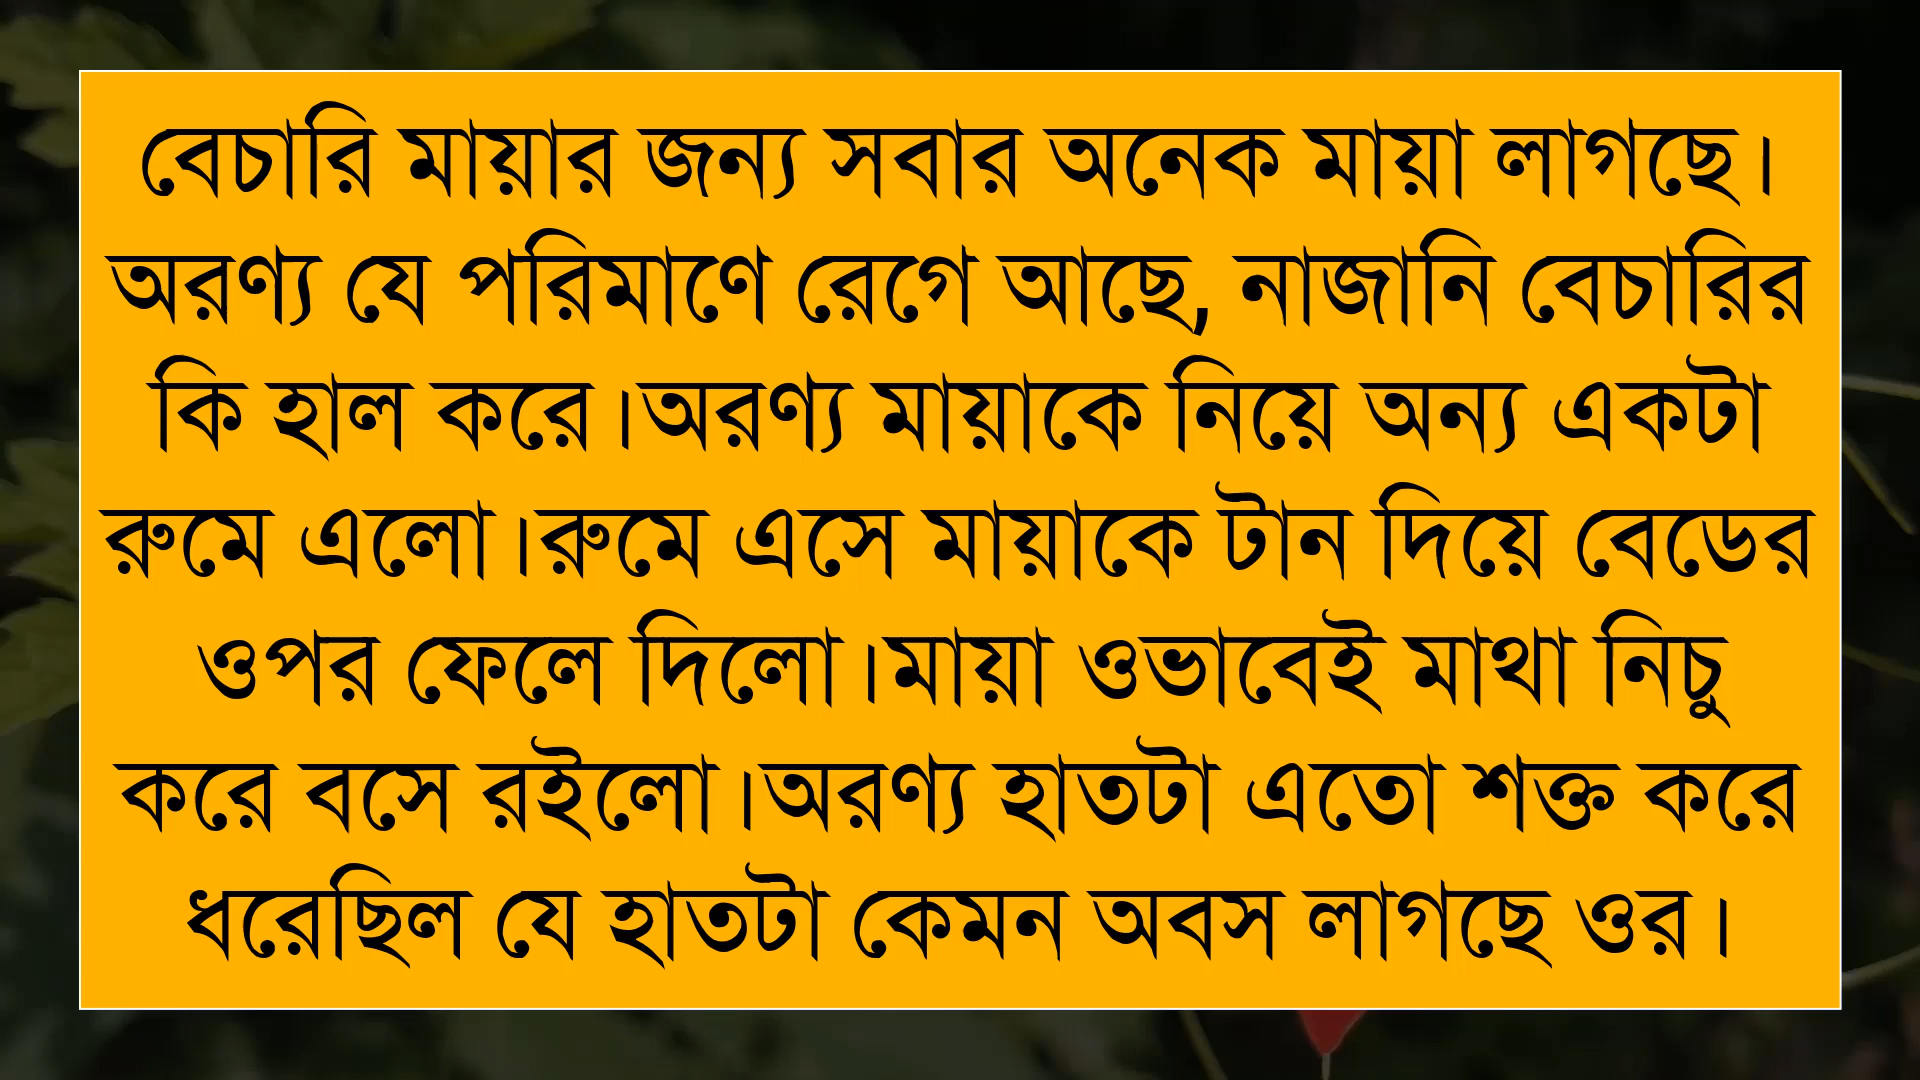 বেচারি মায়ার জন্য সবার অনেক মায়া লাগছে।
অরণ্য যে পরিমাণে রেগে আছে, নাজানি বেচারির
কি হাল করে।অরণ্য মায়াকে নিয়ে অন্য একটা
রুমে এলো।রুমে এসে মায়াকে টান দিয়ে বেডের
ওপর ফেলে দিলো।মায়া ওভাবেই মাথা নিচু
করে বসে রইলো।অরণ্য হাতটা এতো শক্ত করে
ধরেছিল যে হাতটা কেমন অবস লাগছে ওর।